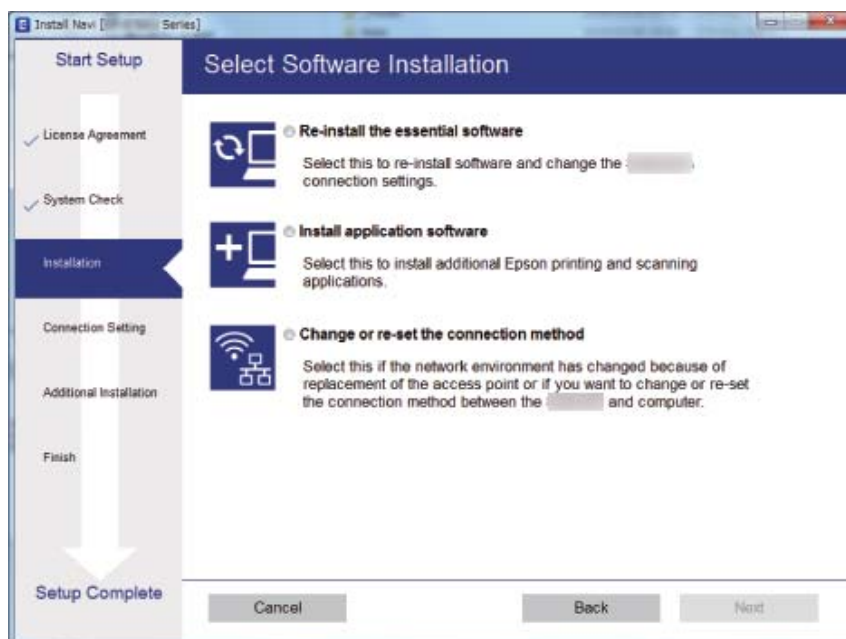 Install Navi [ Series]
Start Setup
License Agreement
System Check
Installation
Connection Setting
Additional Installation
Finish
Setup Complete
Select Software Installation
Re-install the essential software
Select this to re-install software and change the
connection settings.
Install application software
Select this to install additional Epson printing and scanning
applications.
Change or re-set the connection method
Select this if the network environment has changed because of
replacement of the access point or if you want to change or re-set
the connection method between the and computer.
Cancel
Back
Next